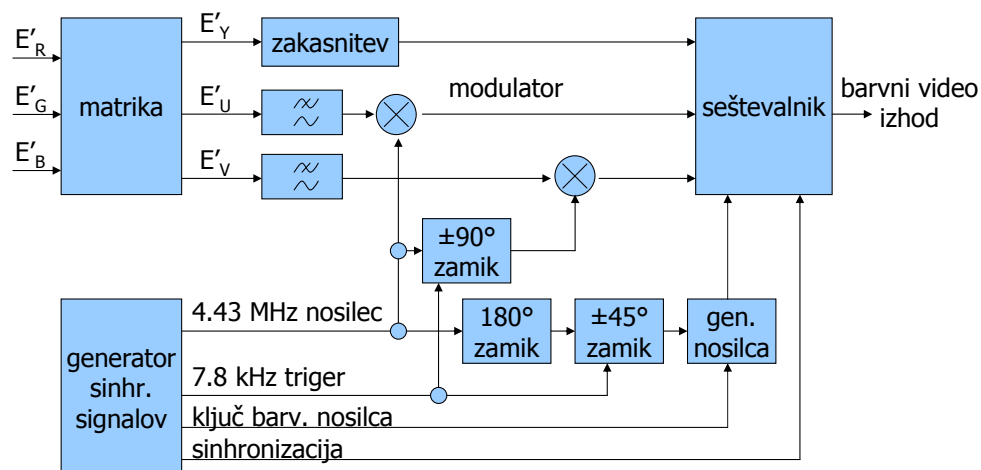 E′R
E′G
E′B
matrika
E′Y
E′U
E′V
zakasnitev
modulator
seštevalnik
barvni video
izhod
±90°
zamik
generator
sinhr.
signalov
4.43 MHz nosilec
180°
zamik
±45°
zamik
gen.
nosilca
7.8 kHz triger
ključ barv. nosilca
sinhronizacija